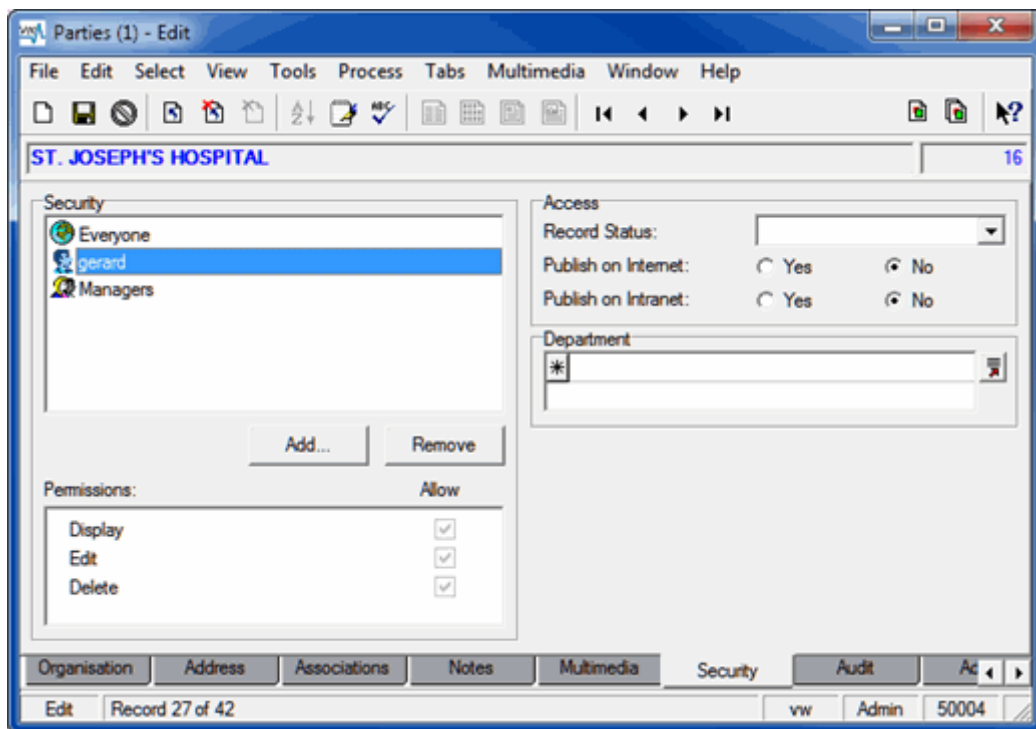 Parties (1) - Edit
File Edit Select View Tools Process Tabs Multimedia Window Help
ST. JOSEPH'S HOSPITAL 16
Security
Everyone
gerard
Managers
Add... Remove
Permissions: Allow
Display
Edit
Delete
Access
Record Status:
Publish on Internet: Yes No
Publish on Intranet: Yes No
Department
Organisation Address Associations Notes Multimedia Security Audit
Edit Record 27 of 42 vw Admin 50004